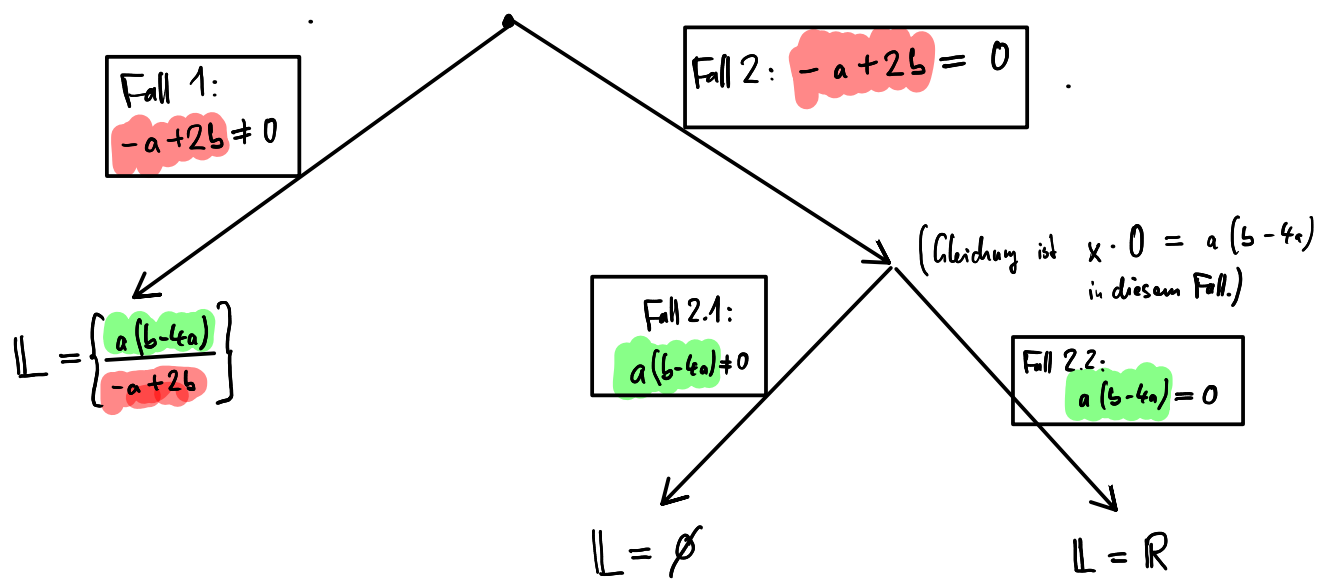 Fall 1:
-a+2b ≠ 0
Fall 2: -a+2b = 0
(Gleichung ist x · 0 = a(b-4a)
in diesem Fall.)
𝕃 = { a(b-4a) / -a+2b }
Fall 2.1:
a(b-4a) ≠ 0
Fall 2.2:
a(b-4a) = 0
𝕃 = ∅
𝕃 = ℝ